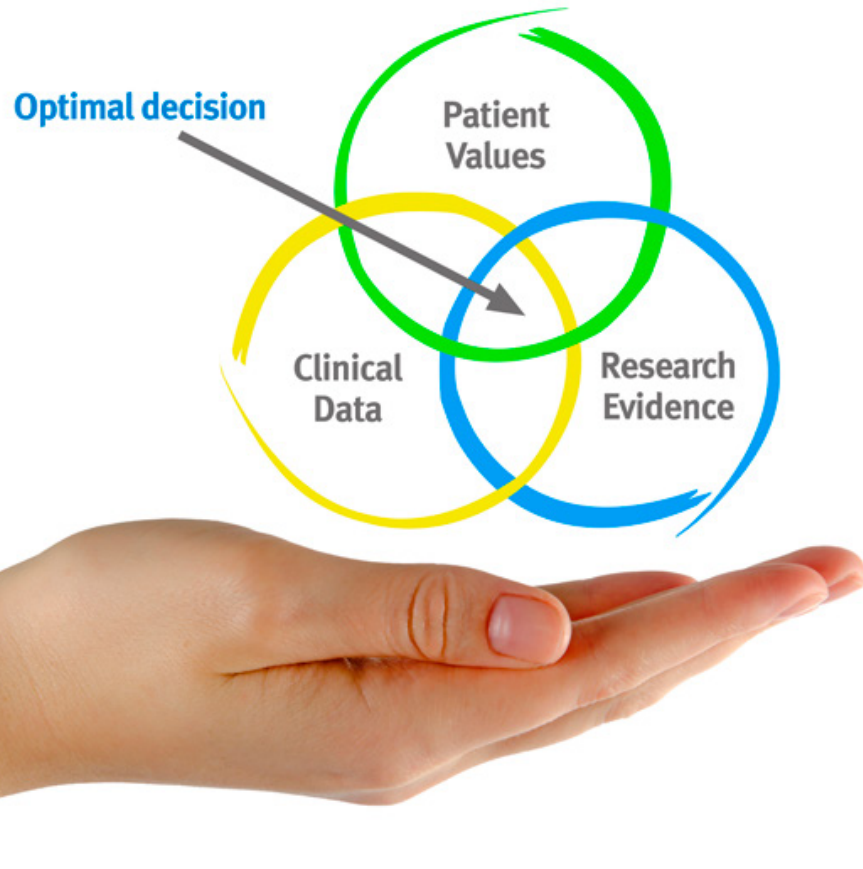 Optimal decision
Patient
Values
Clinical
Data
Research
Evidence